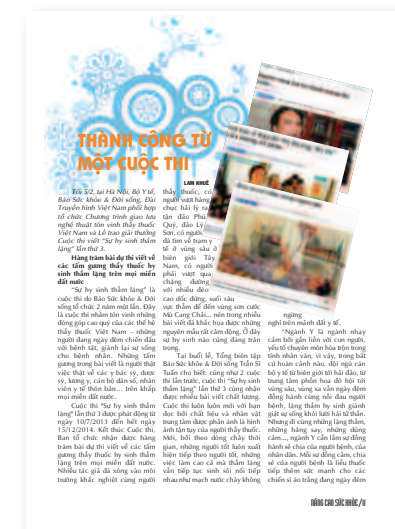 THÀNH CÔNG TỪ
MỘT CUỘC THI
LAM KHUÊ
Tối 5/2, tại Hà Nội, Bộ Y tế,
Báo Sức khỏe & Đời sống, Đài
Truyền hình Việt Nam phối hợp
tổ chức Chương trình giao lưu
nghệ thuật tôn vinh thầy thuốc
Việt Nam và Lễ trao giải thưởng
Cuộc thi viết "Sự hy sinh thầm
lặng" lần thứ 3.
Hàng trăm bài dự thi viết về
các tấm gương thầy thuốc hy
sinh thầm lặng trên mọi miền
đất nước
"Sự hy sinh thầm lặng" là
cuộc thi do Báo Sức khỏe & Đời
sống tổ chức 2 năm một lần. Đây
là cuộc thi nhằm tôn vinh những
đóng góp cao quý của các thế hệ
thầy thuốc Việt Nam - những
người đang ngày đêm chiến đấu
với bệnh tật, giành lại sự sống
cho bệnh nhân. Những tấm
gương trong bài viết là người thật
việc thật về các y bác sỹ, dược
sỹ, lương y, cán bộ dân số, nhân
viên y tế thôn bản... trên khắp
mọi miền đất nước.
Cuộc thi "Sự hy sinh thầm
lặng" lần thứ 3 được phát động từ
ngày 10/7/2013 đến hết ngày
15/12/2014. Kết thúc Cuộc thi,
Ban tổ chức nhận được hàng
trăm bài dự thi viết về các tấm
gương thầy thuốc hy sinh thầm
lặng trên mọi miền đất nước.
Nhiều tác giả đã xông vào môi
trường khắc nghiệt cùng người
thầy thuốc, có
người vượt hàng
chục hải lý ra
tận đảo Phú
Quý, đảo Lý
Sơn, có người
đã tìm về trạm y
tế ở vùng sâu ở
biên giới Tây
Nam, có người
phải vượt qua
chặng đường
với nhiều đèo
cao dốc đứng, suối sâu
vực thẳm để đến vùng sơn cước
Mù Cang Chải... nên trong nhiều
bài viết đã khắc họa được những
nguyên mẫu rất cảm động. Ở đây
sự hy sinh nào cũng đáng trân
trọng.
Tại buổi lễ, Tổng biên tập
Báo Sức khỏe & Đời sống Trần Sĩ
Tuấn cho biết: cũng như 2 cuộc
thi lần trước, cuộc thi "Sự hy sinh
thầm lặng" lần thứ 3 cũng nhận
được nhiều bài viết chất lượng.
Cuộc thi luôn luôn mới với bạn
đọc bởi chất liệu và nhân vật
trung tâm được phản ánh là hình
ảnh tận tụy của người thầy thuốc.
Mới, bởi theo dòng chảy thời
gian, những người tốt luôn xuất
hiện tiếp theo người tốt, những
việc làm cao cả mà thầm lặng
vẫn tiếp tục sinh sôi nối tiếp
nhau như mạch nước chảy không
ngừng
nghỉ trên mảnh đất y tế.
"Ngành Y là ngành nhạy
cảm bởi gắn liền với con người,
yếu tố chuyên môn hòa trộn trong
tính nhân văn, vì vậy, trong bất
cứ hoàn cảnh nào, đội ngũ cán
bộ y tế từ biên giới tới hải đảo, từ
trung tâm phồn hoa đô hội tới
vùng sâu, vùng xa vẫn ngày đêm
đồng hành cùng nỗi đau người
bệnh, lặng thầm hy sinh giành
giật sự sống khỏi lưỡi hái tử thần.
Nhưng đi cùng những lặng thầm,
những hăng say, những dũng
cảm..., ngành Y cần lắm sự đồng
hành sẻ chia của người bệnh, của
nhân dân. Mỗi sự đồng cảm, chia
sẻ của người bệnh là liều thuốc
tiếp thêm sức mạnh cho các
chiến sĩ áo trắng đang ngày đêm
NÂNG CAO SỨC KHỎE/11